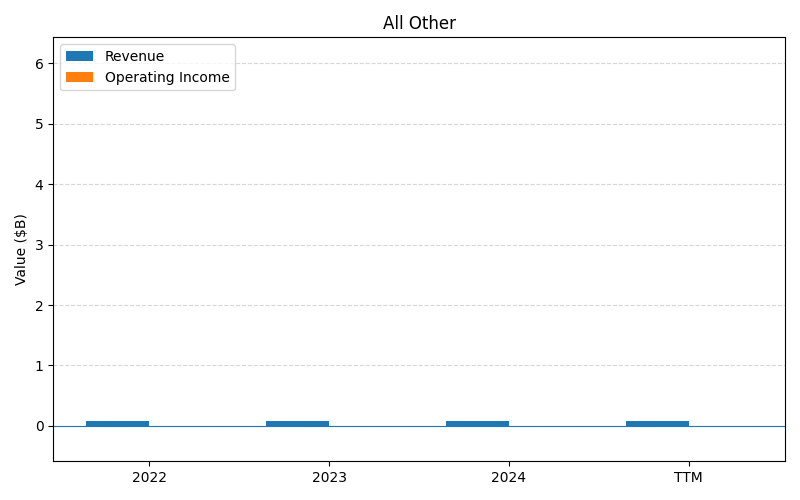 All Other
Revenue
Operating Income
Value ($B)
6
5
4
3
2
1
0
2022
2023
2024
TTM